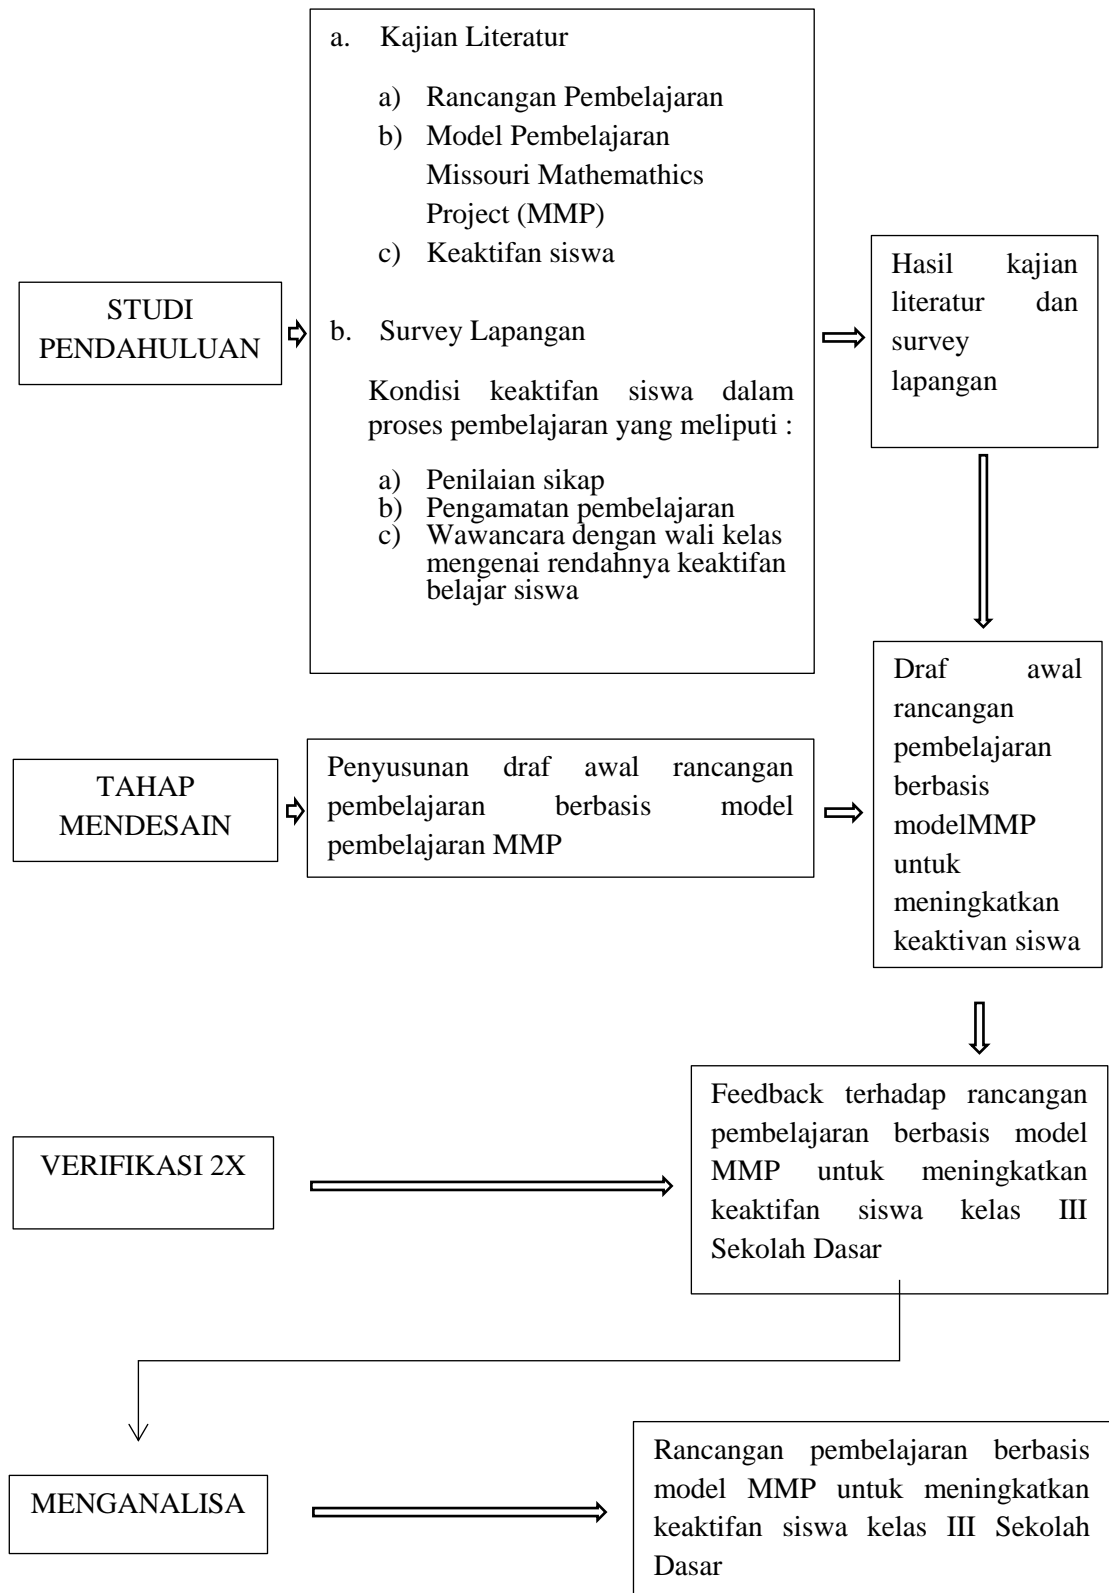 a. Kajian Literatur
a) Rancangan Pembelajaran
b) Model Pembelajaran
Missouri Mathemathics
Project (MMP)
c) Keaktifan siswa
STUDI
PENDAHULUAN
b. Survey Lapangan
Kondisi keaktifan siswa dalam
proses pembelajaran yang meliputi :
a) Penilaian sikap
b) Pengamatan pembelajaran
c) Wawancara dengan wali kelas
mengenai rendahnya keaktifan
belajar siswa
Hasil kajian
literatur dan
survey
lapangan
TAHAP
MENDESAIN
Penyusunan draf awal rancangan
pembelajaran berbasis model
pembelajaran MMP
Draf awal
rancangan
pembelajaran
berbasis
modelMMP
untuk
meningkatkan
keaktivan siswa
VERIFIKASI 2X
Feedback terhadap rancangan
pembelajaran berbasis model
MMP untuk meningkatkan
keaktifan siswa kelas III
Sekolah Dasar
MENGANALISA
Rancangan pembelajaran berbasis
model MMP untuk meningkatkan
keaktifan siswa kelas III Sekolah
Dasar